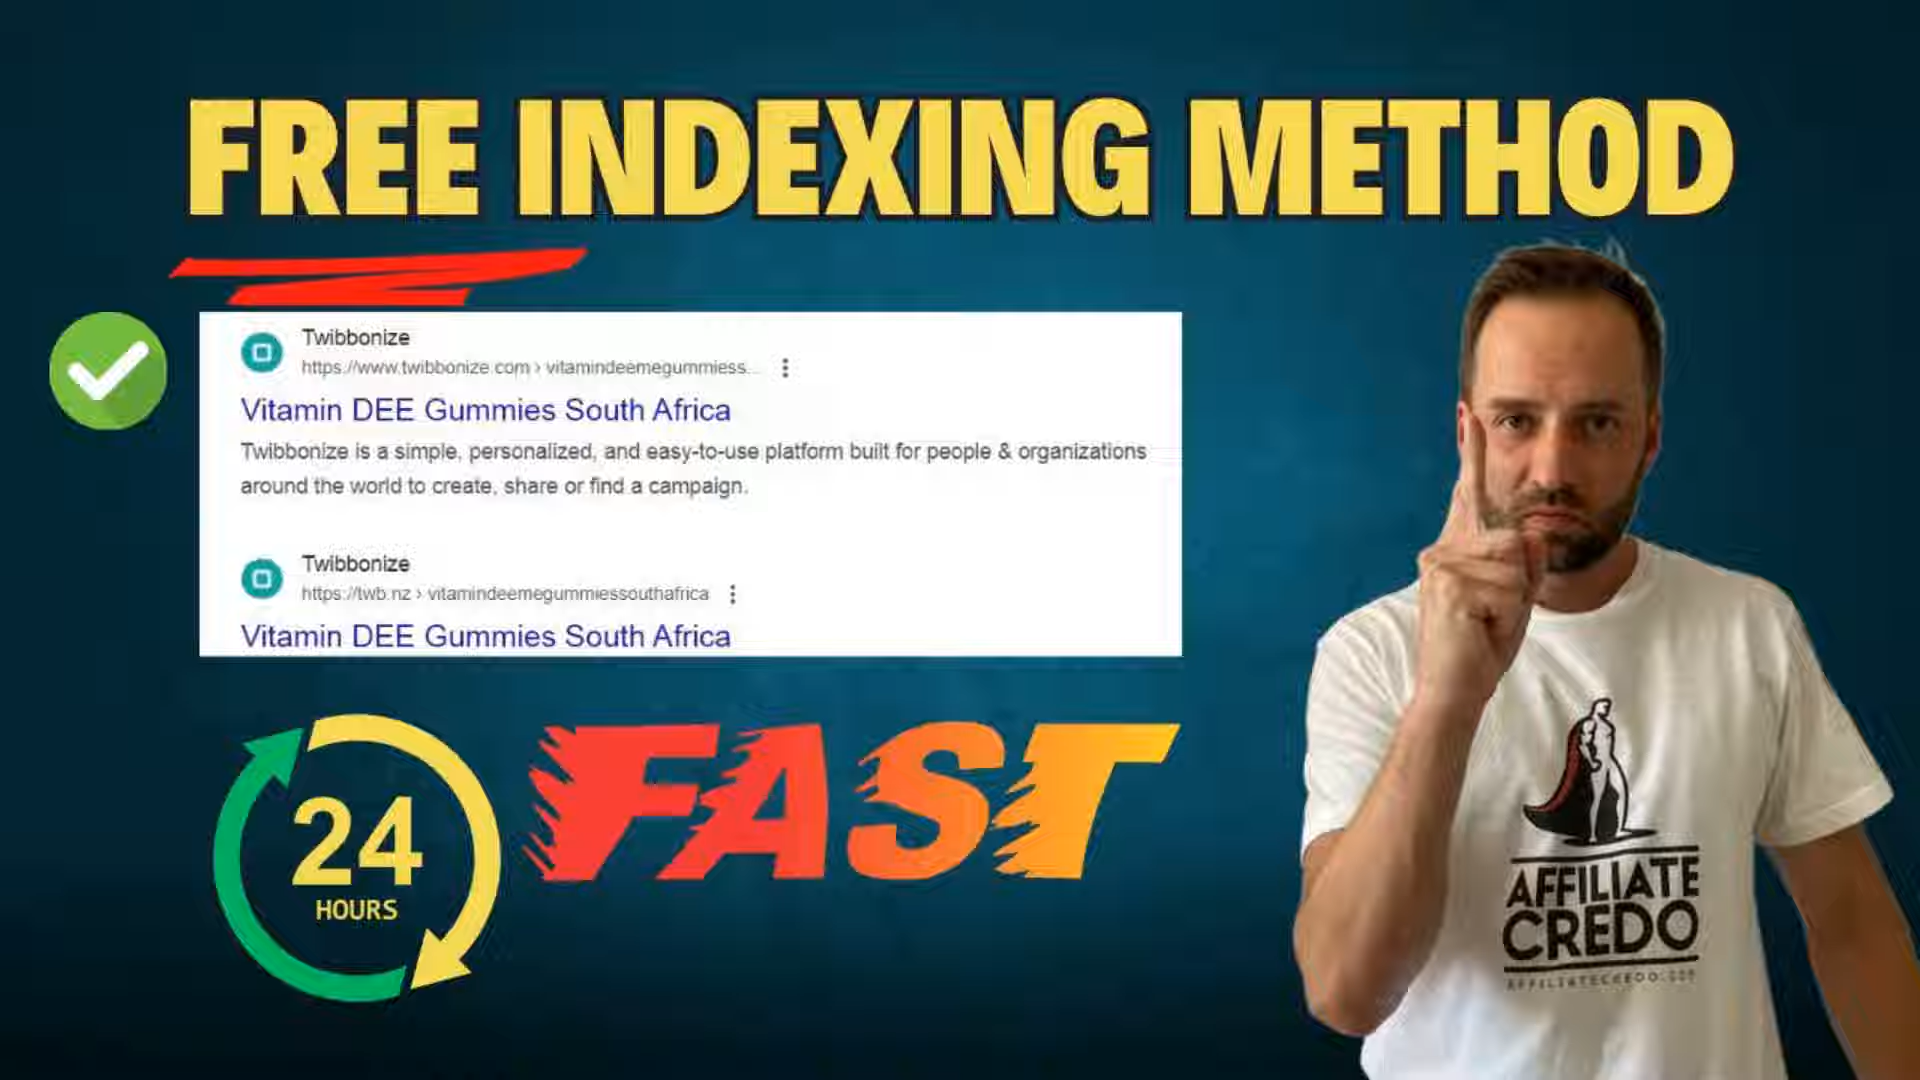 FREE INDEXING METHOD
Twibbonize
https://www.twibbonize.com › vitamindeemegummiess...
Vitamin DEE Gummies South Africa
Twibbonize is a simple, personalized, and easy-to-use platform built for people & organizations
around the world to create, share or find a campaign.
Twibbonize
https://twb.nz › vitamindeemegummiessouthafrica
Vitamin DEE Gummies South Africa
24
HOURS
FAST
AFFILIATE
CREDO
AFFILIATECREDO.COM